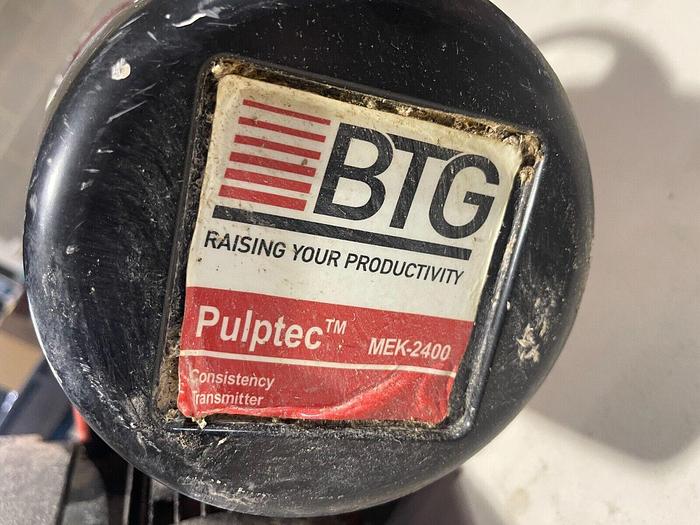 BTG
RAISING YOUR PRODUCTIVITY
Pulptec™ MEK-2400
Consistency
Transmitter